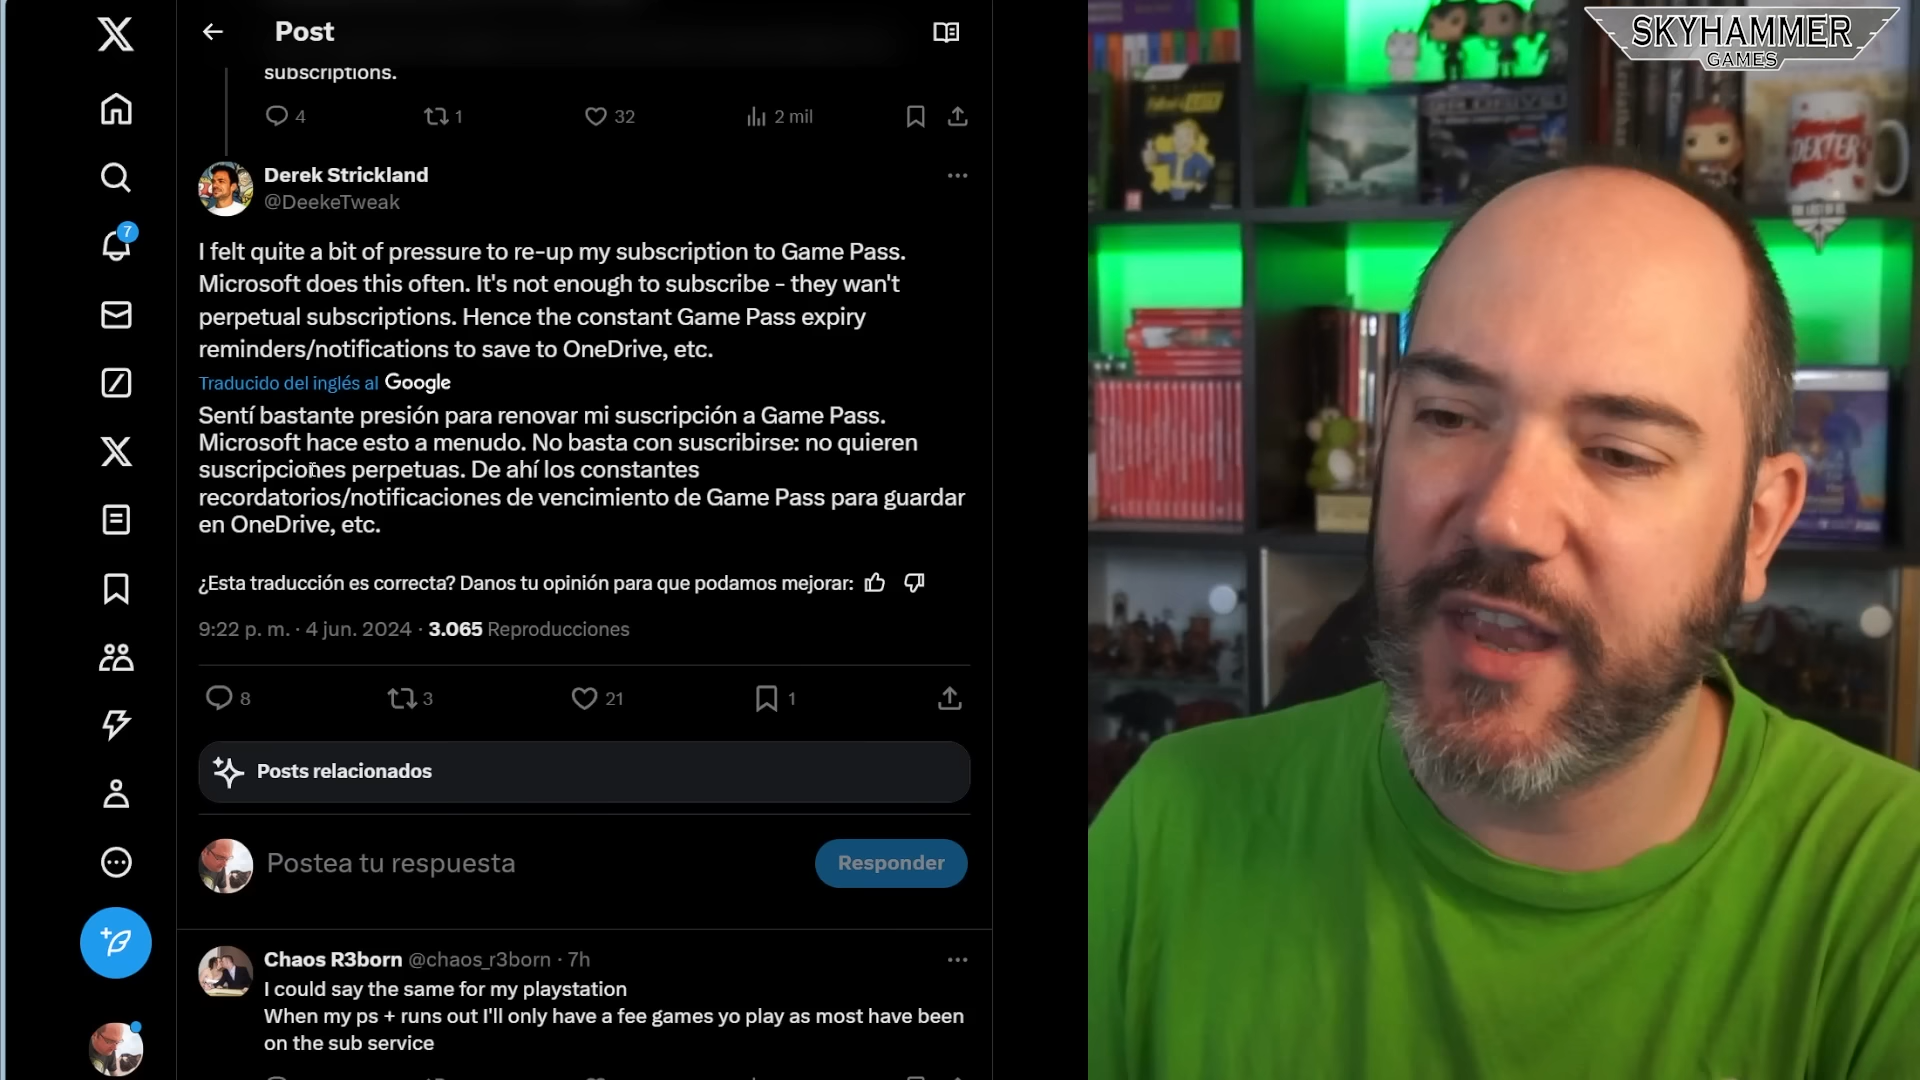 Post
subscriptions.
4
1
32
2 mil
Derek Strickland
@DeekeTweak
7
I felt quite a bit of pressure to re-up my subscription to Game Pass.
Microsoft does this often. It's not enough to subscribe - they wan't
perpetual subscriptions. Hence the constant Game Pass expiry
reminders/notifications to save to OneDrive, etc.
Traducido del inglés al Google
Sentí bastante presión para renovar mi suscripción a Game Pass.
Microsoft hace esto a menudo. No basta con suscribirse: no quieren
suscripciones perpetuas. De ahí los constantes
recordatorios/notificaciones de vencimiento de Game Pass para guardar
en OneDrive, etc.
¿Esta traducción es correcta? Danos tu opinión para que podamos mejorar:
9:22 p. m. · 4 jun. 2024 · 3.065 Reproducciones
8
3
21
1
Posts relacionados
Postea tu respuesta
Responder
Chaos R3born @chaos_r3born · 7h
I could say the same for my playstation
When my ps + runs out I'll only have a fee games yo play as most have been
on the sub service
SKYHAMMER
GAMES
DEXTER